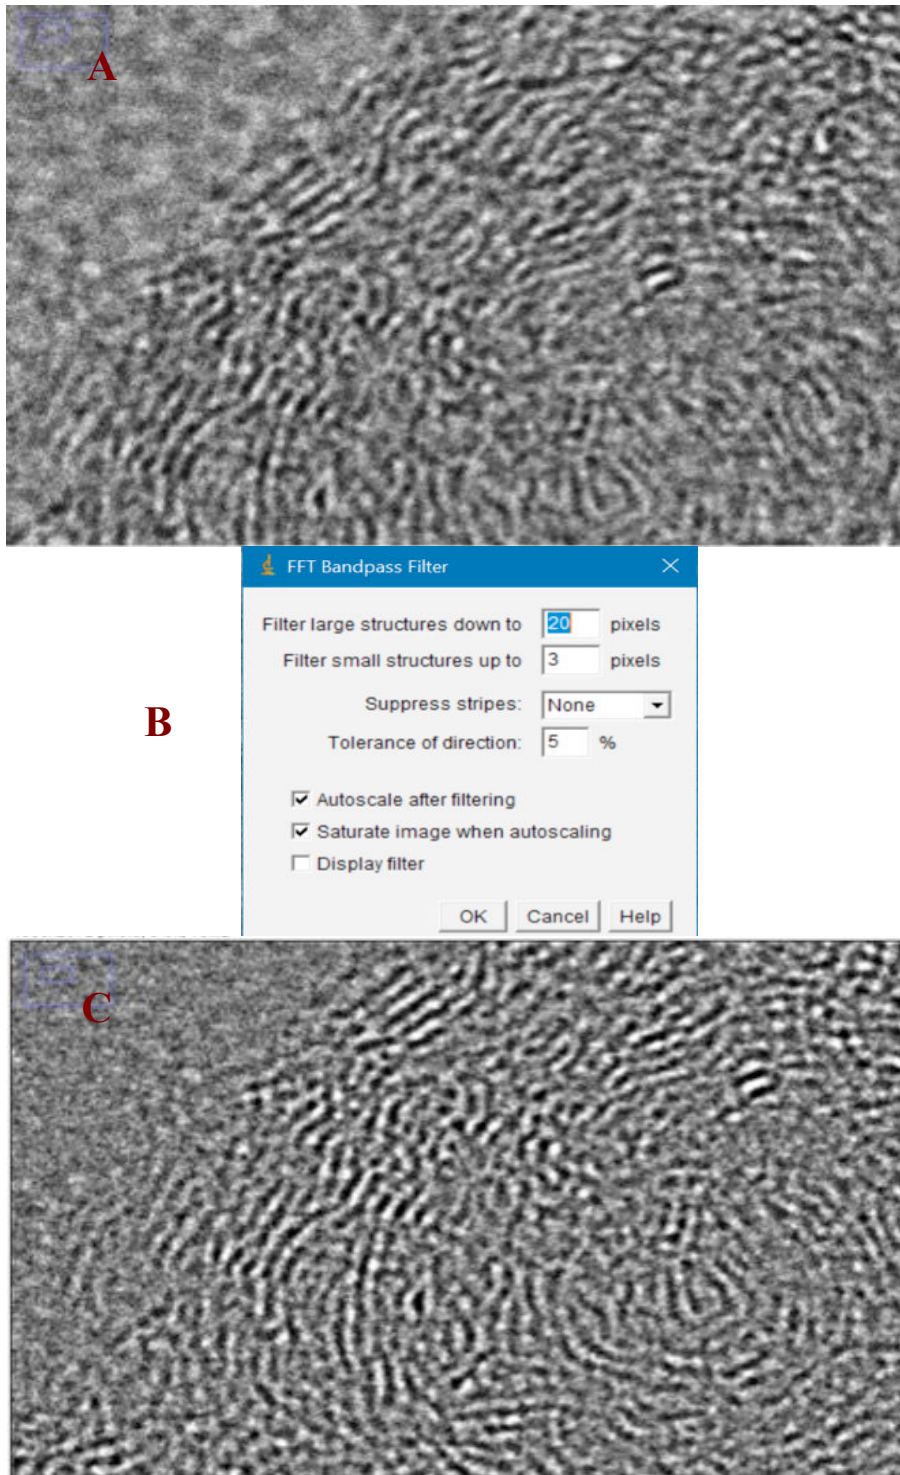 A
FFT Bandpass Filter
Filter large structures down to 20 pixels
Filter small structures up to 3 pixels
Suppress stripes: None
B
Tolerance of direction: 5 %
Autoscale after filtering
Saturate image when autoscaling
Display filter
OK Cancel Help
C